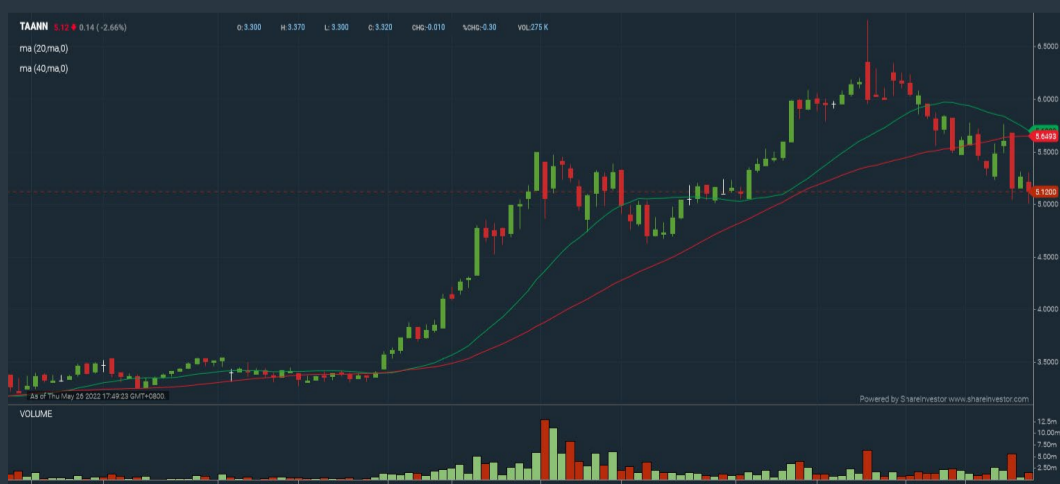 TAANN 5.12 0.14 (-2.66%) O:3.300 H:3.370 L:3.300 C:3.320 CHG:-0.010 %CHG:-0.30 VOL:275 K
ma (20,ma,0)
ma (40,ma,0)
6.5000
6.0000
5.6493
5.5000
5.1200
5.0000
4.5000
4.0000
3.5000
As of Thu May 26 2022 17:49:23 GMT+0800.
Powered by ShareInvestor www.shareinvestor.com
VOLUME
12.5m
10.00m
7.50m
5.00m
2.50m